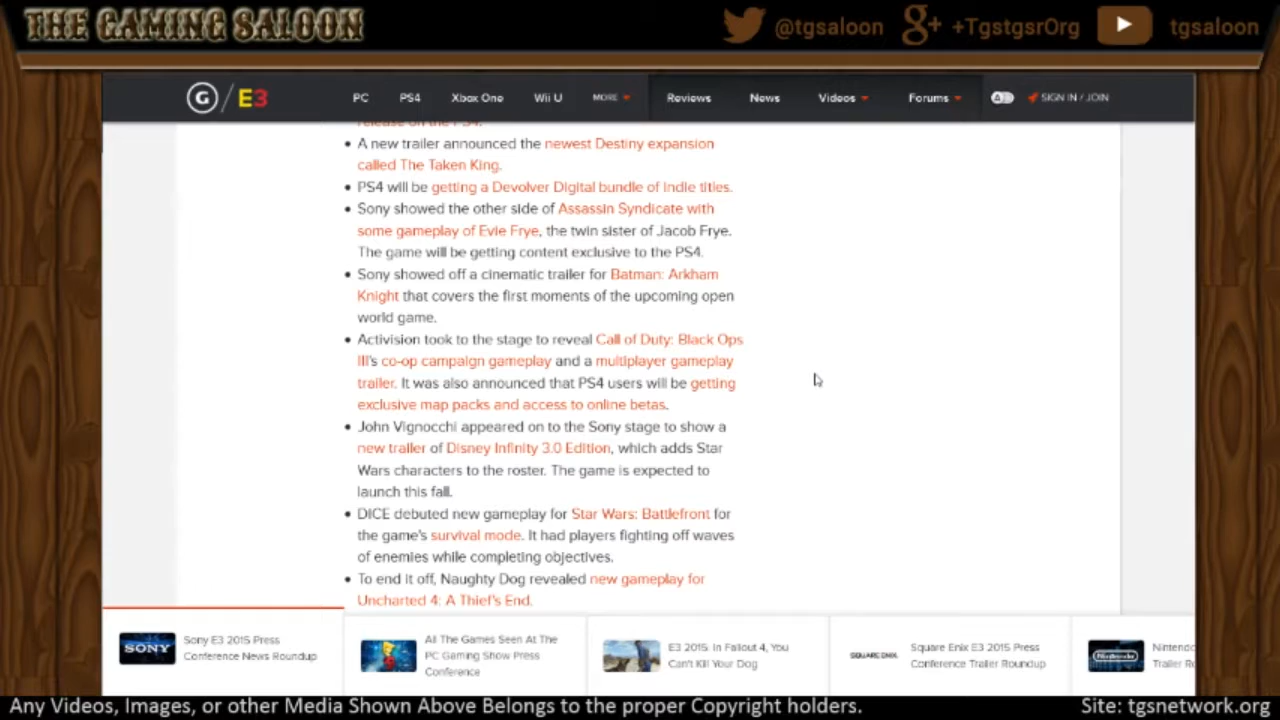 THE GAMING SALOON
@tgsaloon
+TgstgsrOrg
tgsaloon
G / E3
PC
PS4
Xbox One
Wii U
MORE
Reviews
News
Videos
Forums
SIGN IN / JOIN
release on the PS4.
• A new trailer announced the newest Destiny expansion
called The Taken King.
• PS4 will be getting a Devolver Digital bundle of indie titles.
• Sony showed the other side of Assassin Syndicate with
some gameplay of Evie Frye, the twin sister of Jacob Frye.
The game will be getting content exclusive to the PS4.
• Sony showed off a cinematic trailer for Batman: Arkham
Knight that covers the first moments of the upcoming open
world game.
• Activision took to the stage to reveal Call of Duty: Black Ops
III's co-op campaign gameplay and a multiplayer gameplay
trailer. It was also announced that PS4 users will be getting
exclusive map packs and access to online betas.
• John Vignocchi appeared on to the Sony stage to show a
new trailer of Disney Infinity 3.0 Edition, which adds Star
Wars characters to the roster. The game is expected to
launch this fall.
• DICE debuted new gameplay for Star Wars: Battlefront for
the game's survival mode. It had players fighting off waves
of enemies while completing objectives.
• To end it off, Naughty Dog revealed new gameplay for
Uncharted 4: A Thief's End.
SONY
Sony E3 2015 Press
Conference News Roundup
All The Games Seen At The
PC Gaming Show Press
Conference
E3 2015: In Fallout 4, You
Can't Kill Your Dog
SQUARE ENIX
Square Enix E3 2015 Press
Conference Trailer Roundup
Nintendo
Nintendo
Trailer Ro
Any Videos, Images, or other Media Shown Above Belongs to the proper Copyright holders.
Site: tgsnetwork.org